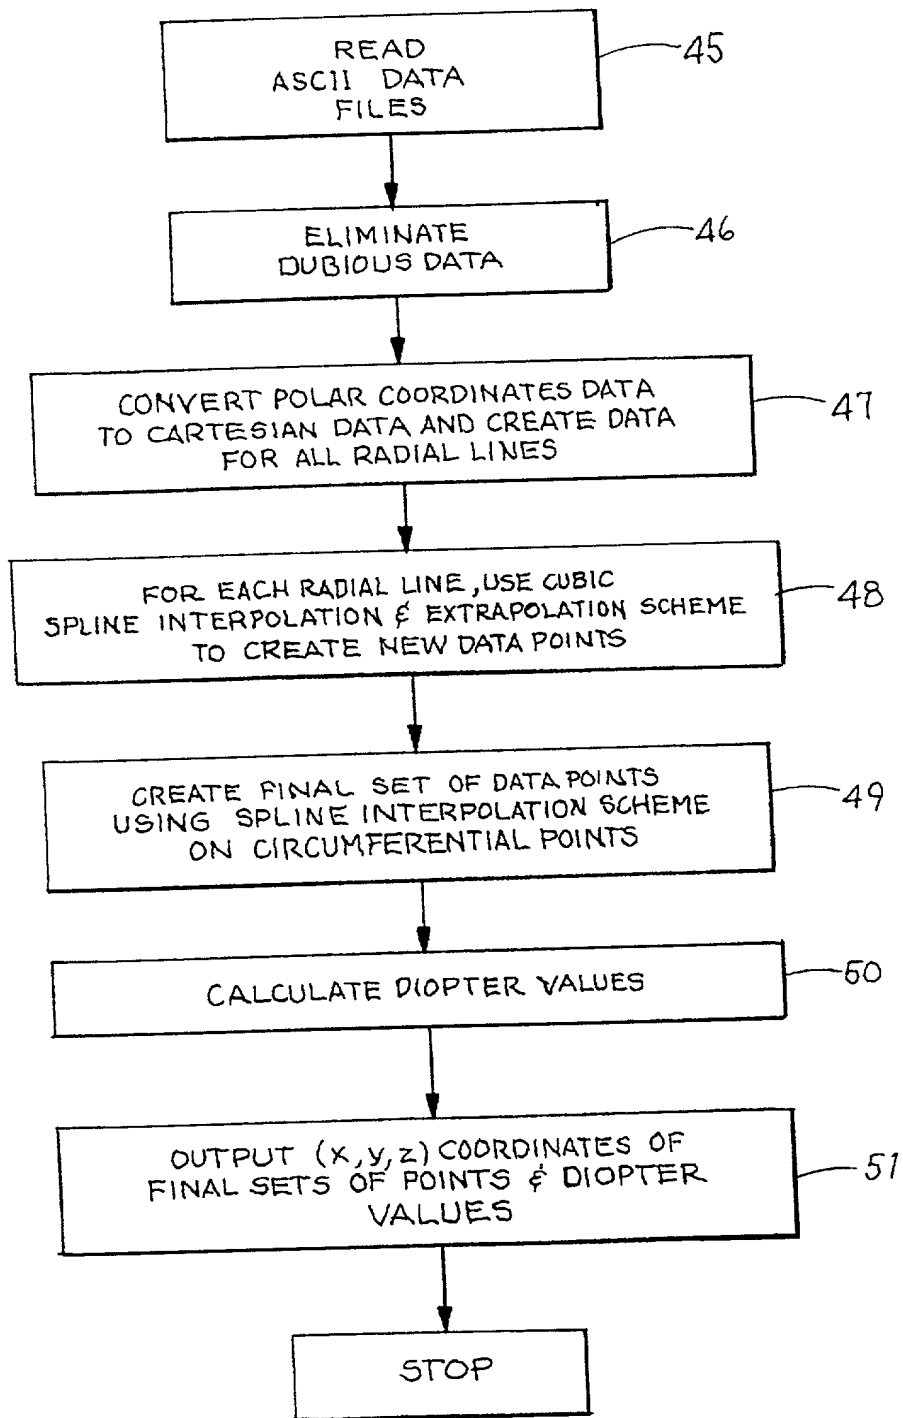 READ
ASCII DATA
FILES
45
ELIMINATE
DUBIOUS DATA
46
CONVERT POLAR COORDINATES DATA
TO CARTESIAN DATA AND CREATE DATA
FOR ALL RADIAL LINES
47
FOR EACH RADIAL LINE, USE CUBIC
SPLINE INTERPOLATION & EXTRAPOLATION SCHEME
TO CREATE NEW DATA POINTS
48
CREATE FINAL SET OF DATA POINTS
USING SPLINE INTERPOLATION SCHEME
ON CIRCUMFERENTIAL POINTS
49
CALCULATE DIOPTER VALUES
50
OUTPUT (X,Y,Z) COORDINATES OF
FINAL SETS OF POINTS & DIOPTER
VALUES
51
STOP